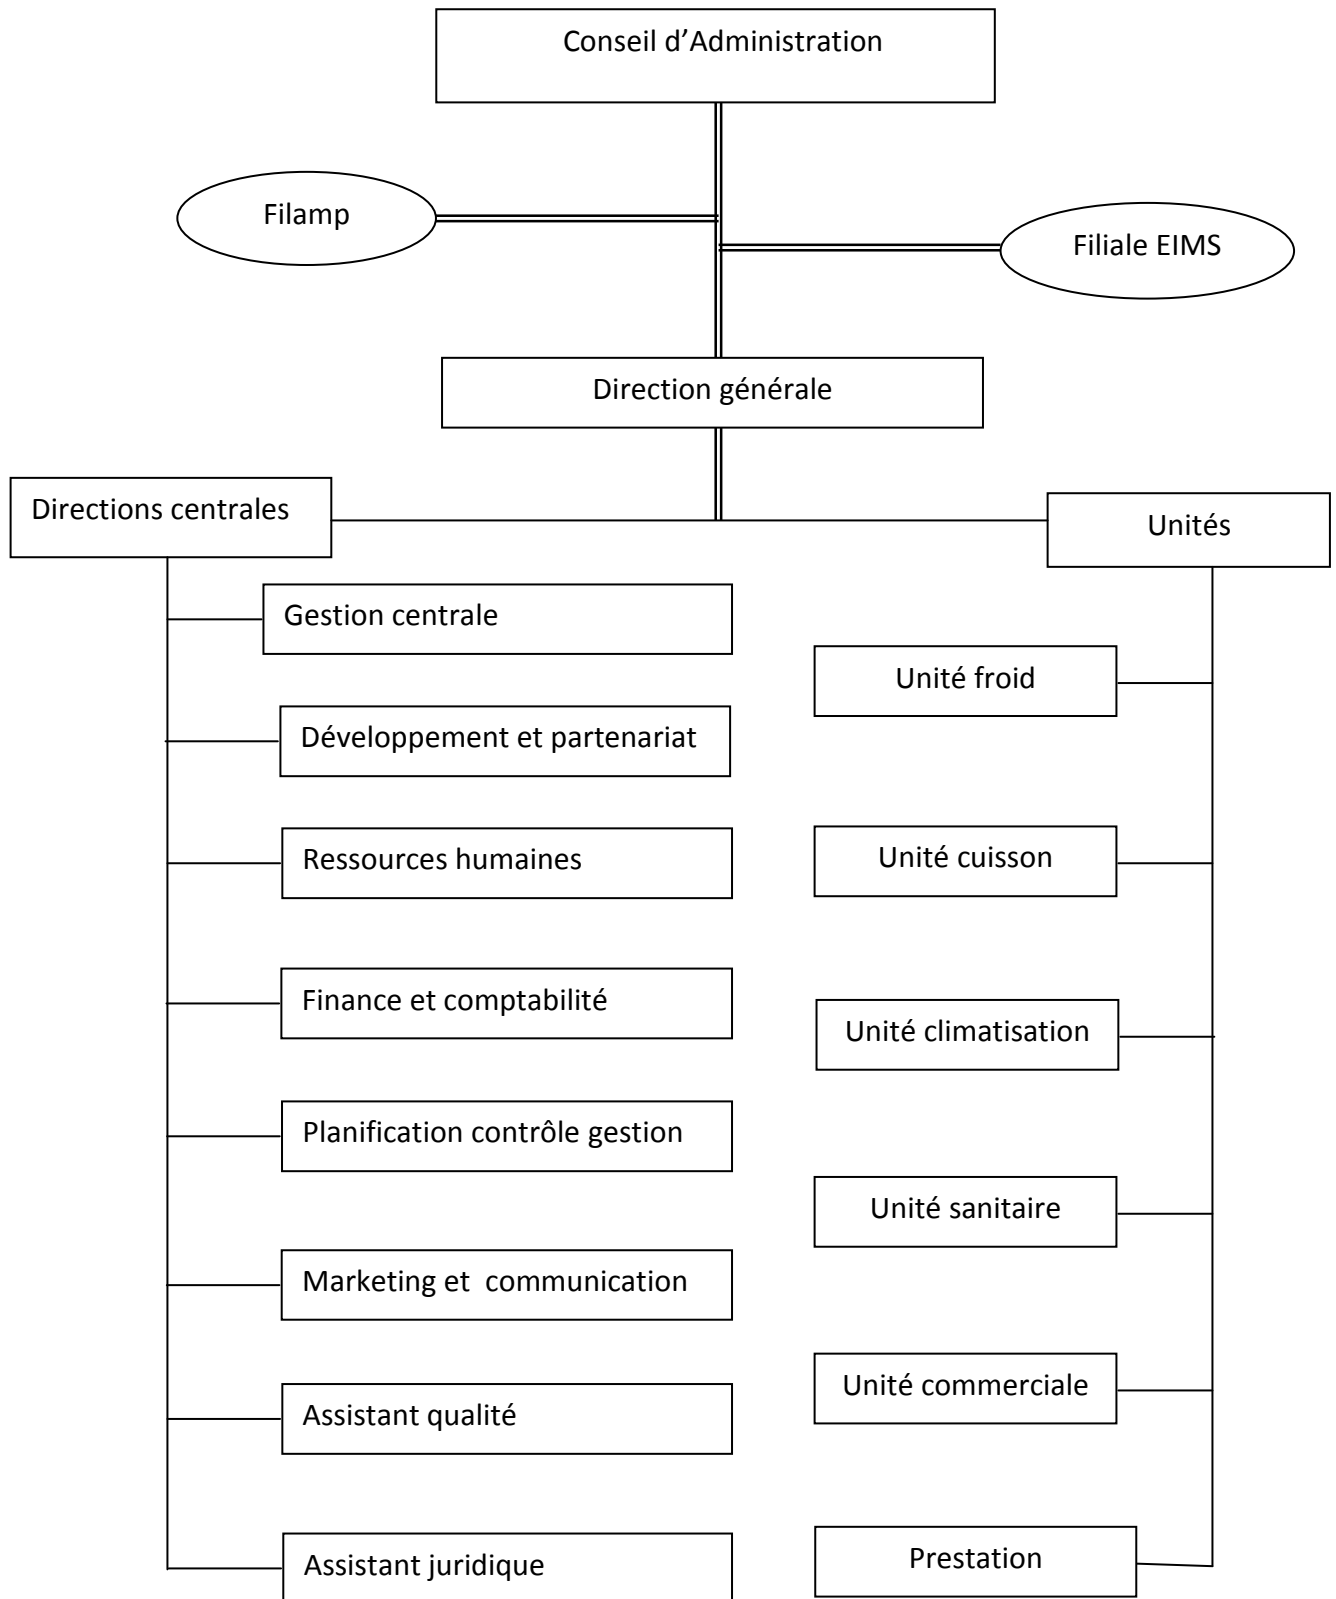 Conseil d’Administration
Filamp
Filiale EIMS
Direction générale
Directions centrales
Unités
Gestion centrale
Développement et partenariat
Ressources humaines
Finance et comptabilité
Planification contrôle gestion
Marketing et  communication
Assistant qualité
Assistant juridique
Unité froid
Unité cuisson
Unité climatisation
Unité sanitaire
Unité commerciale
Prestation